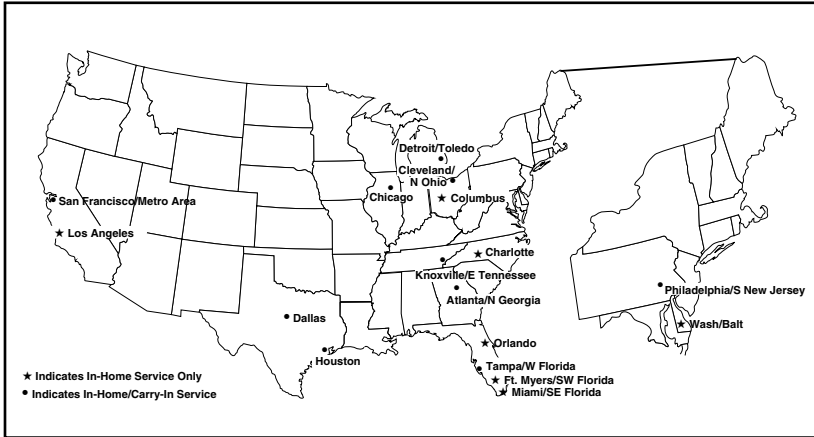 Detroit/Toledo
Cleveland/
N Ohio
Chicago
Columbus
San Francisco/Metro Area
Los Angeles
Charlotte
Knoxville/E Tennessee
Atlanta/N Georgia
Philadelphia/S New Jersey
Dallas
Wash/Balt
Orlando
Houston
Tampa/W Florida
Ft. Myers/SW Florida
Miami/SE Florida
★ Indicates In-Home Service Only
• Indicates In-Home/Carry-In Service